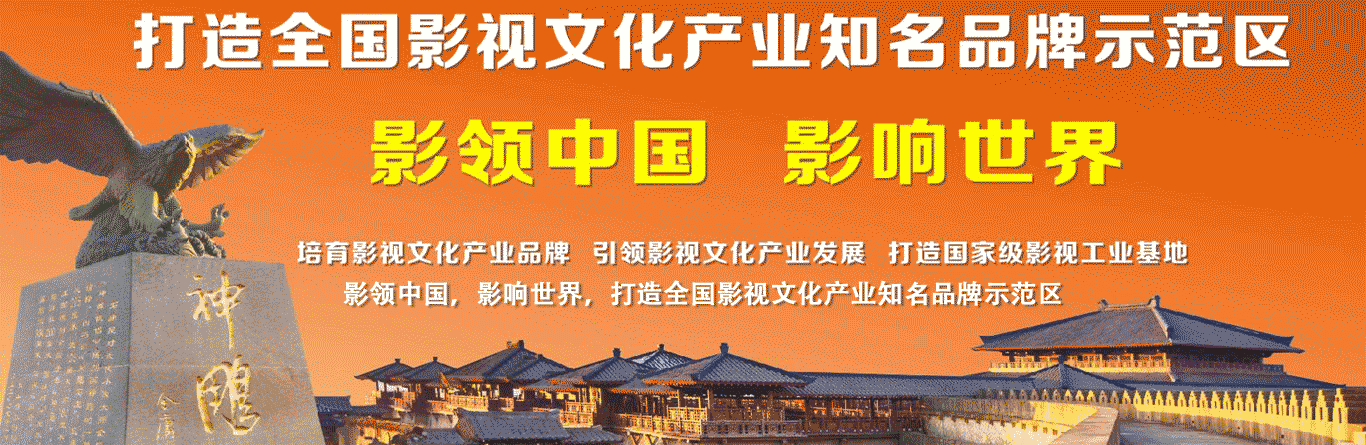 打造全国影视文化产业知名品牌示范区
影领中国 影响世界
培育影视文化产业品牌 引领影视文化产业发展 打造国家级影视工业基地
影领中国，影响世界，打造全国影视文化产业知名品牌示范区
神
雕
金庸